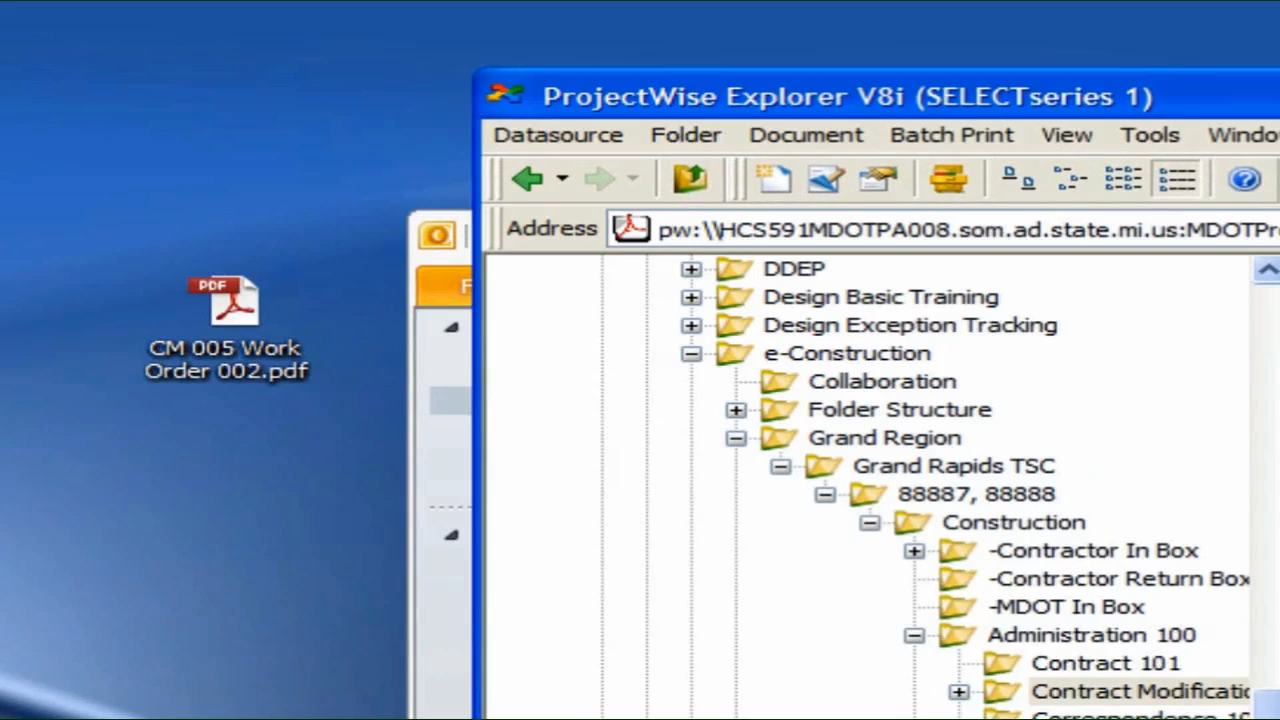 ProjectWise Explorer V8i (SELECTseries 1)
Datasource Folder Document Batch Print View Tools
Address pw:\\HCS591MDOTPA008.som.ad.state.mi.us:MDOTPr
DDEP
Design Basic Training
Design Exception Tracking
e-Construction
Collaboration
Folder Structure
Grand Region
Grand Rapids TSC
88887, 88888
Construction
-Contractor In Box
-Contractor Return Box
-MDOT In Box
Administration 100
Contract 101
Contract
PDF
CM 005 Work
Order 002.pdf